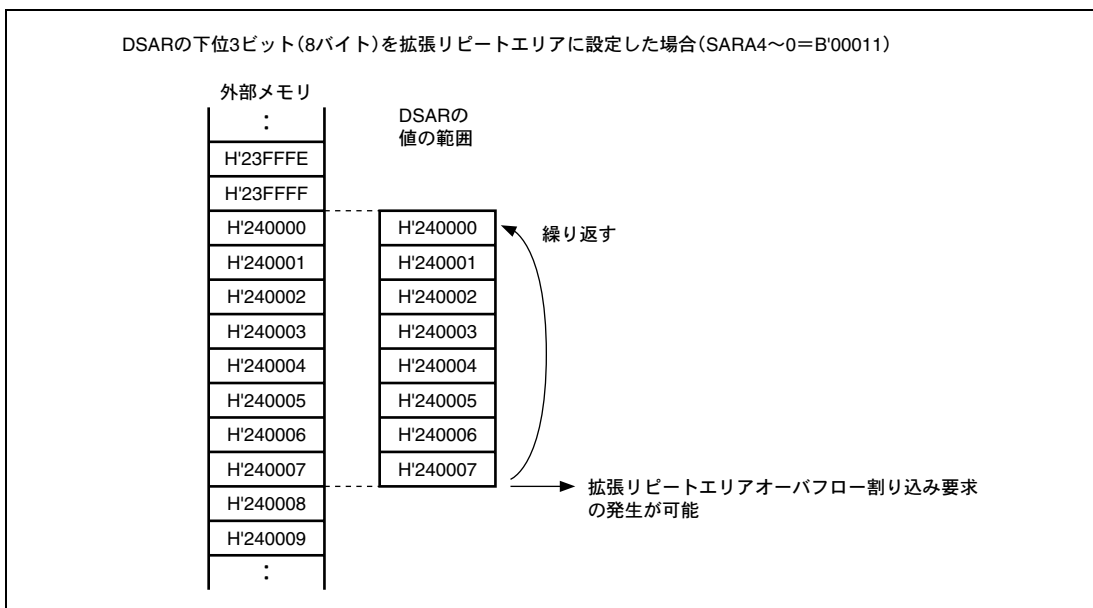 DSARの下位3ビット(8バイト)を拡張リピートエリアに設定した場合(SARA4～0=B'00011)
外部メモリ
:
H'23FFFE
H'23FFFF
H'240000
H'240001
H'240002
H'240003
H'240004
H'240005
H'240006
H'240007
H'240008
H'240009
:
DSARの
値の範囲
H'240000
H'240001
H'240002
H'240003
H'240004
H'240005
H'240006
H'240007
繰り返す
拡張リピートエリアオーバフロー割り込み要求
の発生が可能